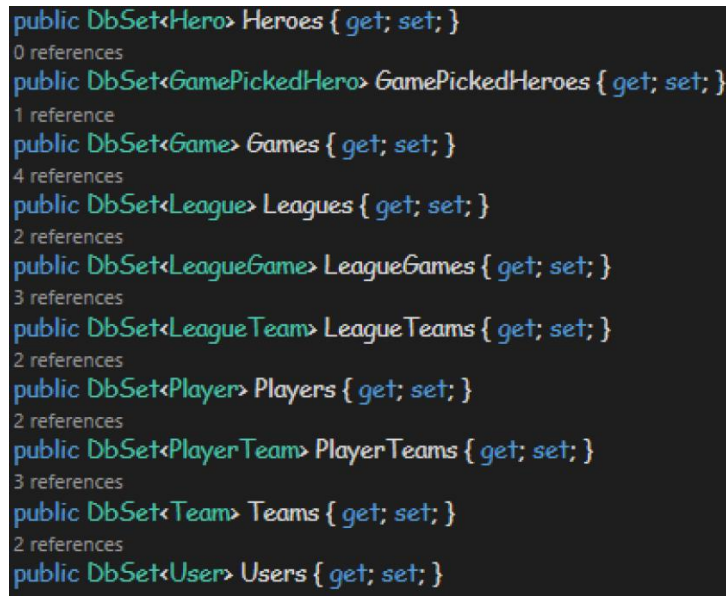 public DbSet<Hero> Heroes { get; set; }
0 references
public DbSet<GamePickedHero> GamePickedHeroes { get; set; }
1 reference
public DbSet<Game> Games { get; set; }
4 references
public DbSet<League> Leagues { get; set; }
2 references
public DbSet<LeagueGame> LeagueGames { get; set; }
3 references
public DbSet<LeagueTeam> LeagueTeams { get; set; }
2 references
public DbSet<Player> Players { get; set; }
2 references
public DbSet<PlayerTeam> PlayerTeams { get; set; }
3 references
public DbSet<Team> Teams { get; set; }
2 references
public DbSet<User> Users { get; set; }